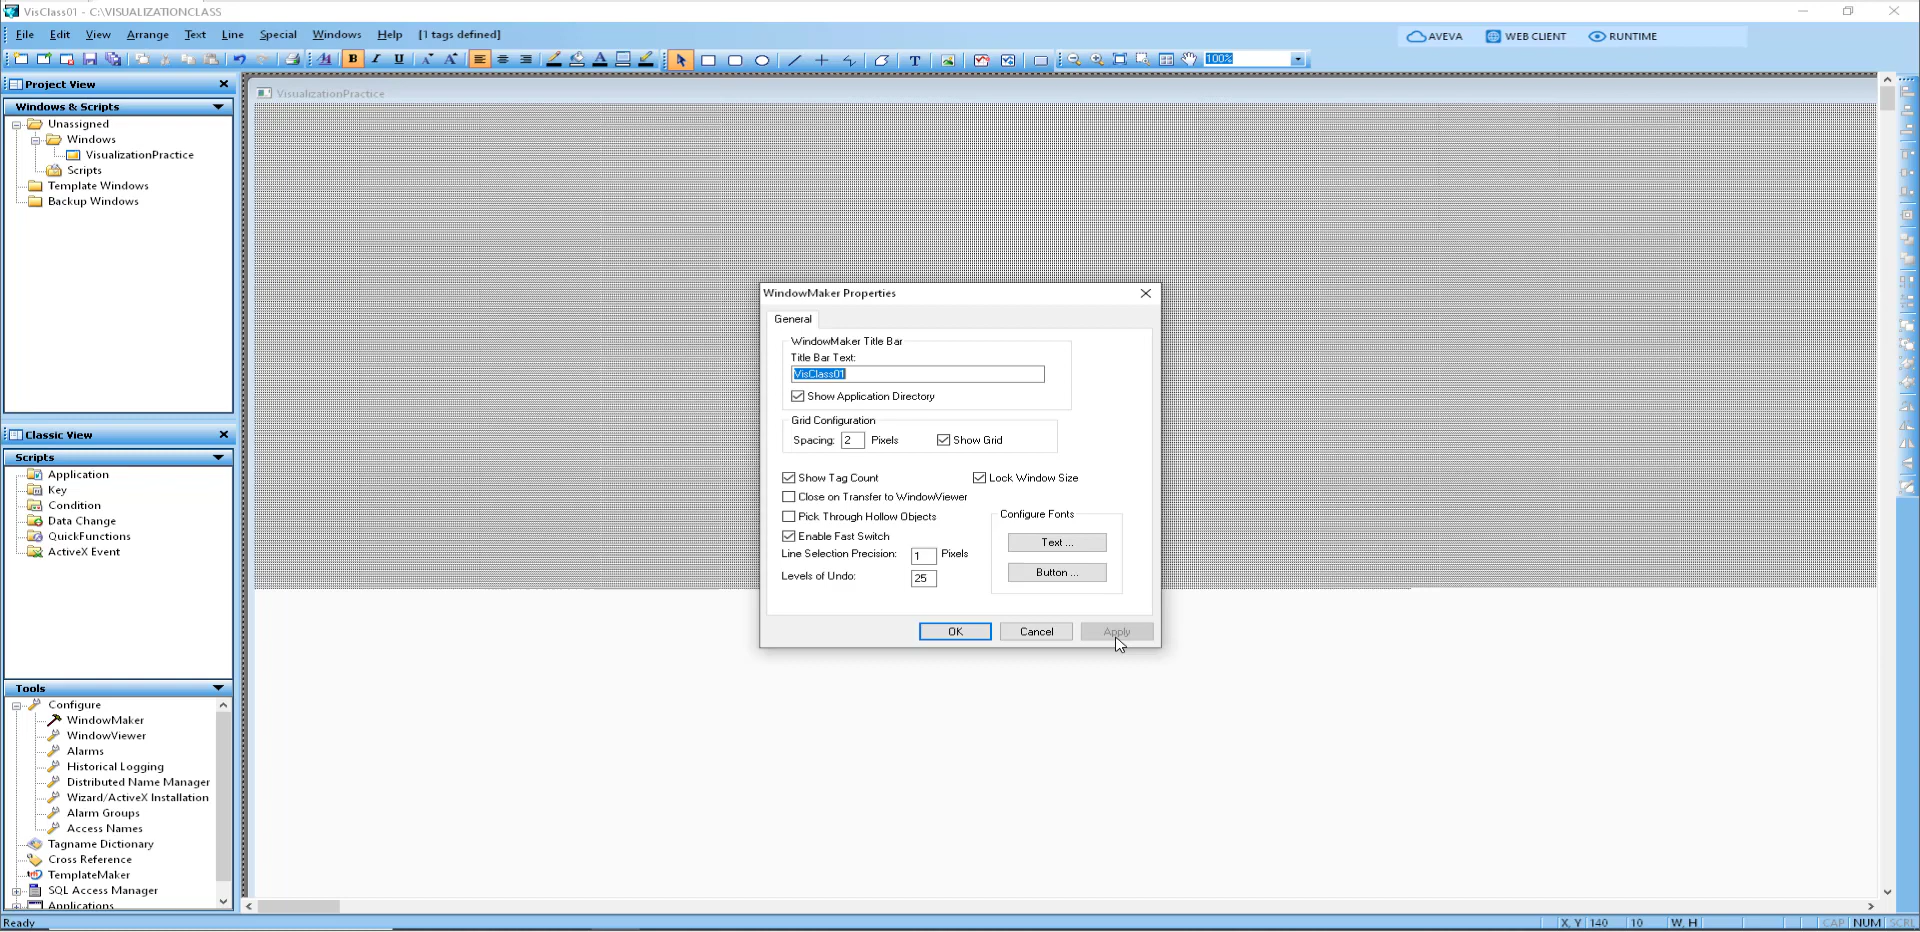 VisClass01 - C:\VISUALIZATIONCLASS
File Edit View Arrange Text Line Special Windows Help [1 tags defined]
AVEVA WEB CLIENT RUNTIME
B I U A A A T 100%
Project View
Windows & Scripts
Unassigned
Windows
VisualizationPractice
Scripts
Template Windows
Backup Windows
Classic View
Scripts
Application
Key
Condition
Data Change
QuickFunctions
ActiveX Event
Tools
Configure
WindowMaker
WindowViewer
Alarms
Historical Logging
Distributed Name Manager
Wizard/ActiveX Installation
Alarm Groups
Access Names
Tagname Dictionary
Cross Reference
TemplateMaker
SQL Access Manager
Applications
VisualizationPractice
WindowMaker Properties
General
WindowMaker Title Bar
Title Bar Text:
VisClass01
Show Application Directory
Grid Configuration
Spacing: 2 Pixels Show Grid
Show Tag Count Lock Window Size
Close on Transfer to WindowViewer
Pick Through Hollow Objects
Enable Fast Switch
Line Selection Precision: 1 Pixels
Levels of Undo: 25
Configure Fonts
Text ...
Button ...
OK Cancel Apply
Ready X, Y 140 10 W, H CAP NUM SCRL